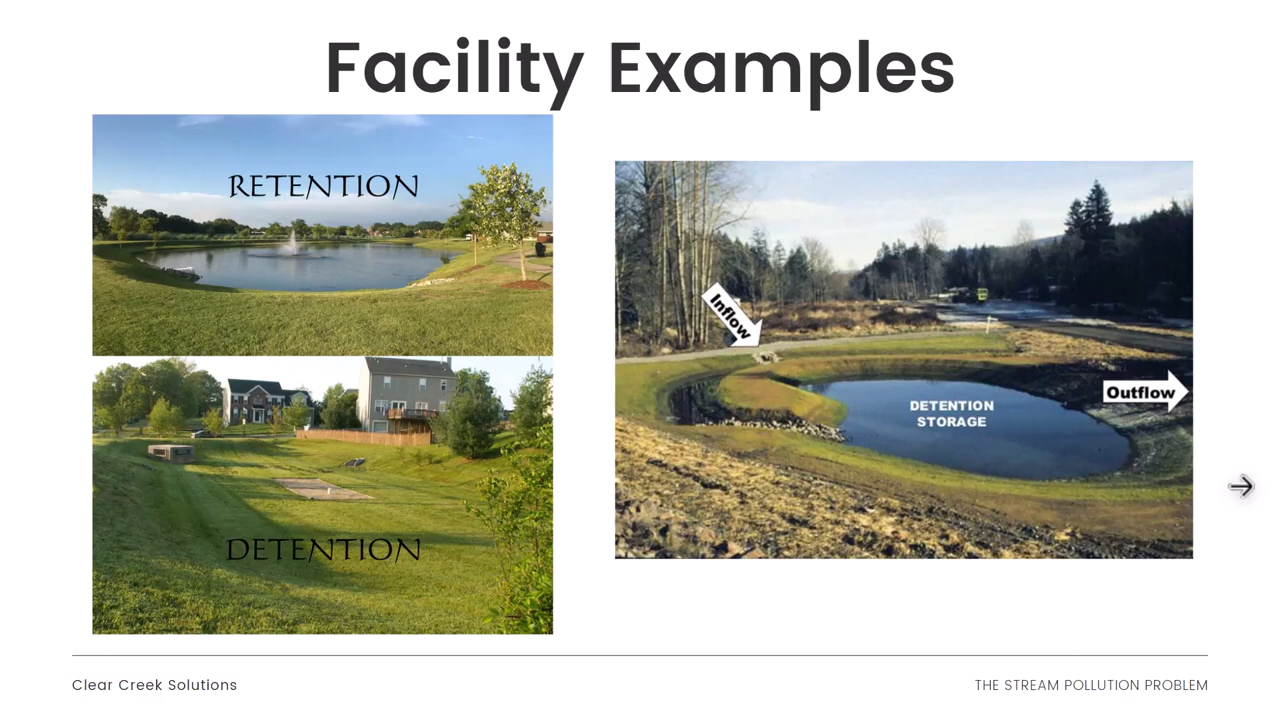 Facility Examples
RETENTION
DETENTION
Inflow
DETENTION
STORAGE
Outflow
Clear Creek Solutions
THE STREAM POLLUTION PROBLEM